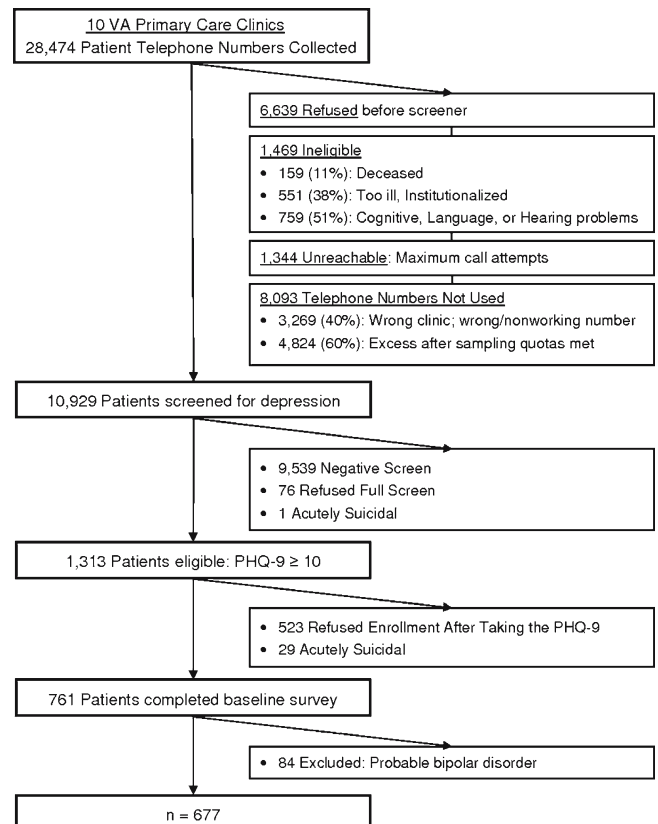 10 VA Primary Care Clinics
28,474 Patient Telephone Numbers Collected
6,639 Refused before screener
1,469 Ineligible
• 159 (11%): Deceased
• 551 (38%): Too ill, Institutionalized
• 759 (51%): Cognitive, Language, or Hearing problems
1,344 Unreachable: Maximum call attempts
8,093 Telephone Numbers Not Used
• 3,269 (40%): Wrong clinic; wrong/nonworking number
• 4,824 (60%): Excess after sampling quotas met
10,929 Patients screened for depression
• 9,539 Negative Screen
• 76 Refused Full Screen
• 1 Acutely Suicidal
1,313 Patients eligible: PHQ-9 ≥ 10
• 523 Refused Enrollment After Taking the PHQ-9
• 29 Acutely Suicidal
761 Patients completed baseline survey
• 84 Excluded: Probable bipolar disorder
n = 677